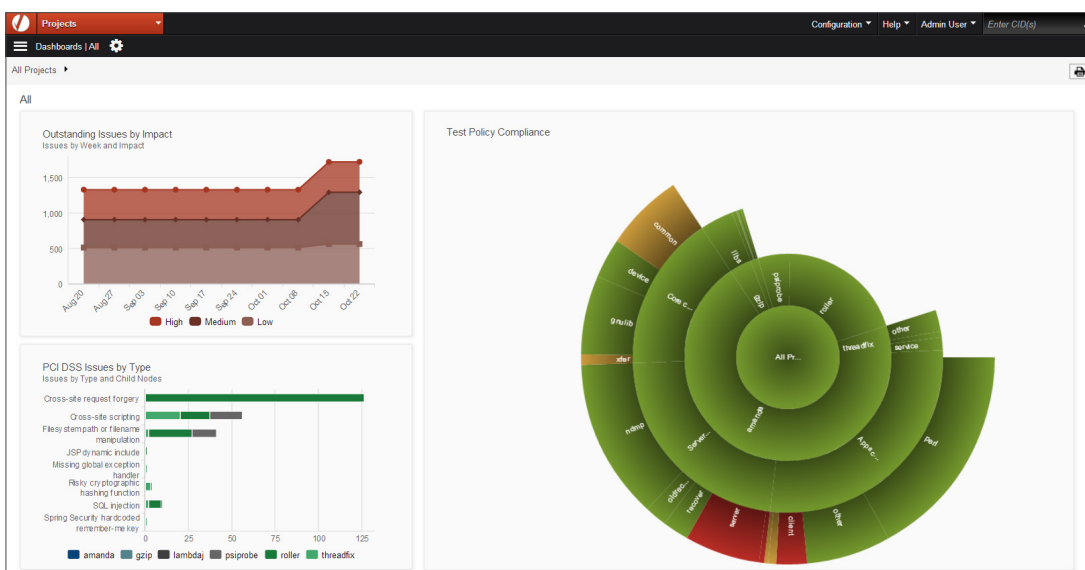 Projects
Configuration Help Admin User Enter CID(s)
Dashboards | All
All Projects
All
Outstanding Issues by Impact
Issues by Week and Impact
1,500
1,000
500
0
Aug 20 Aug 27 Sep 03 Sep 10 Sep 17 Sep 24 Oct 01 Oct 08 Oct 15 Oct 22
High Medium Low
PCI DSS Issues by Type
Issues by Type and Child Nodes
Cross-site request forgery
Cross-site scripting
Filesystem path or filename
manipulation
JSP dynamic include
Missing global exception
handler
Risky cryptographic
hashing function
SQL injection
Spring Security hardcoded
remember-me key
0 25 50 75 100 125
amanda gzip lambdaj psiprobe roller threadfix
Test Policy Compliance
common
device
libs
Core c...
gzip
psiprobe
roller
gnulib
other
threadfix
service
xfer
All Pr...
amanda
ndmp
Server...
App s c...
perl
oldrec...
recover
server
client
other